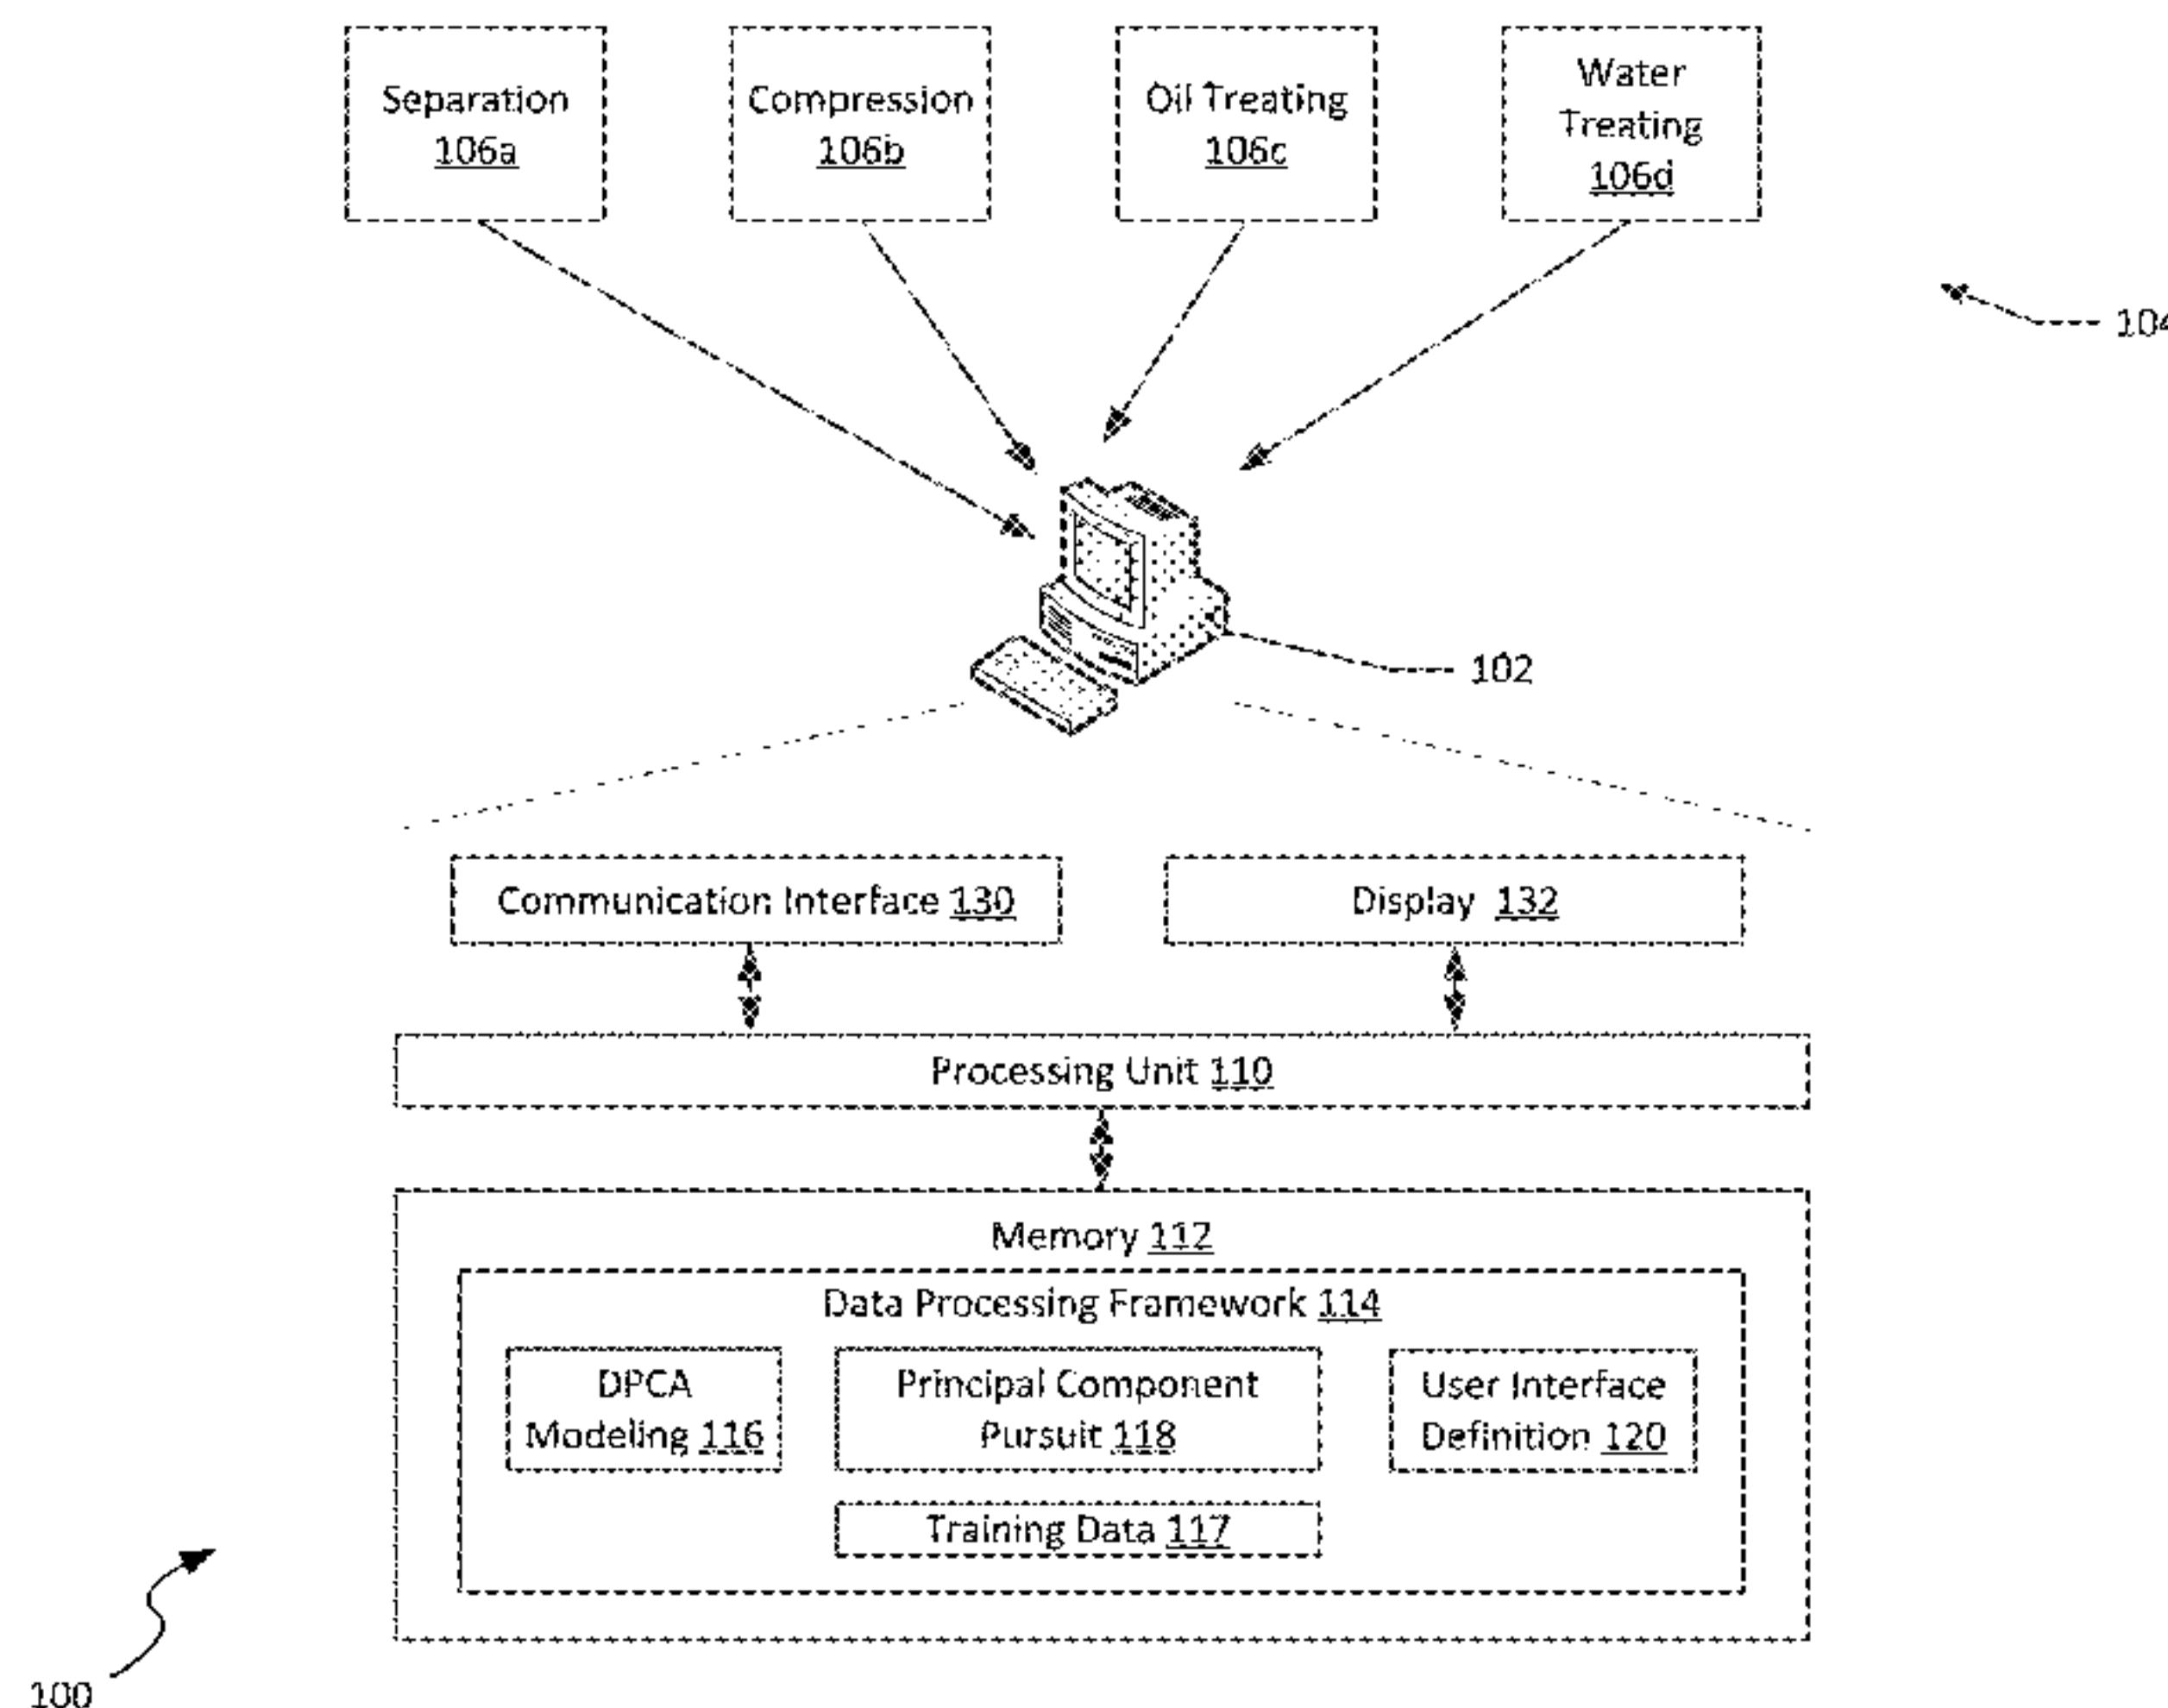 Separation
106a
Compression
106b
Oil Treating
106c
Water
Treating
106d
104
102
Communication Interface 130
Display 132
Processing Unit 110
Memory 112
Data Processing Framework 114
DPCA
Modeling 116
Principal Component
Pursuit 118
User Interface
Definition 120
Training Data 117
100